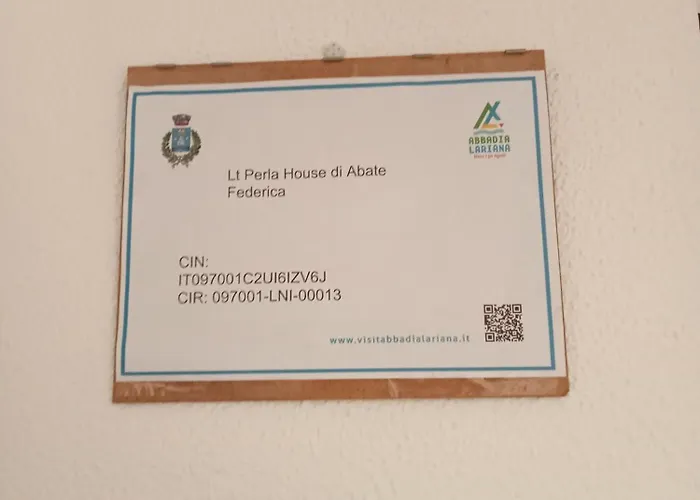 ABBADIA
LARIANA
Lt Perla House di Abate
Federica
CIN:
IT097001C2UI6IZV6J
CIR: 097001-LNI-00013
www.visitabbadialariana.it